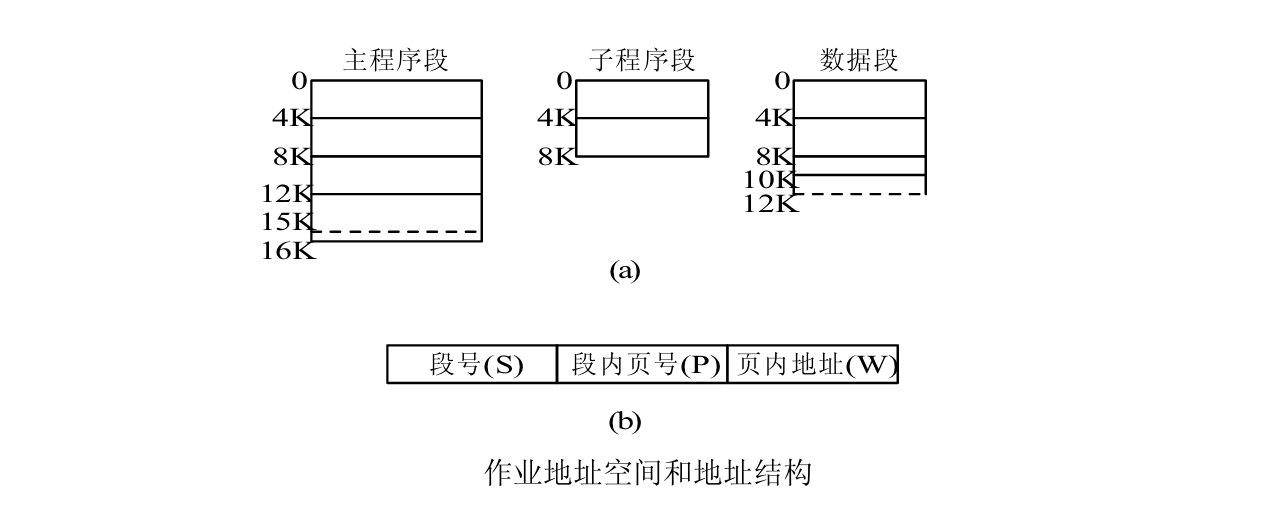 主程序段 子程序段 数据段
0 0 0
4K 4K 4K
8K 8K 8K
10K
12K 12K
15K
16K
(a)
段号(S) 段内页号(P) 页内地址(W)
(b)
作业地址空间和地址结构